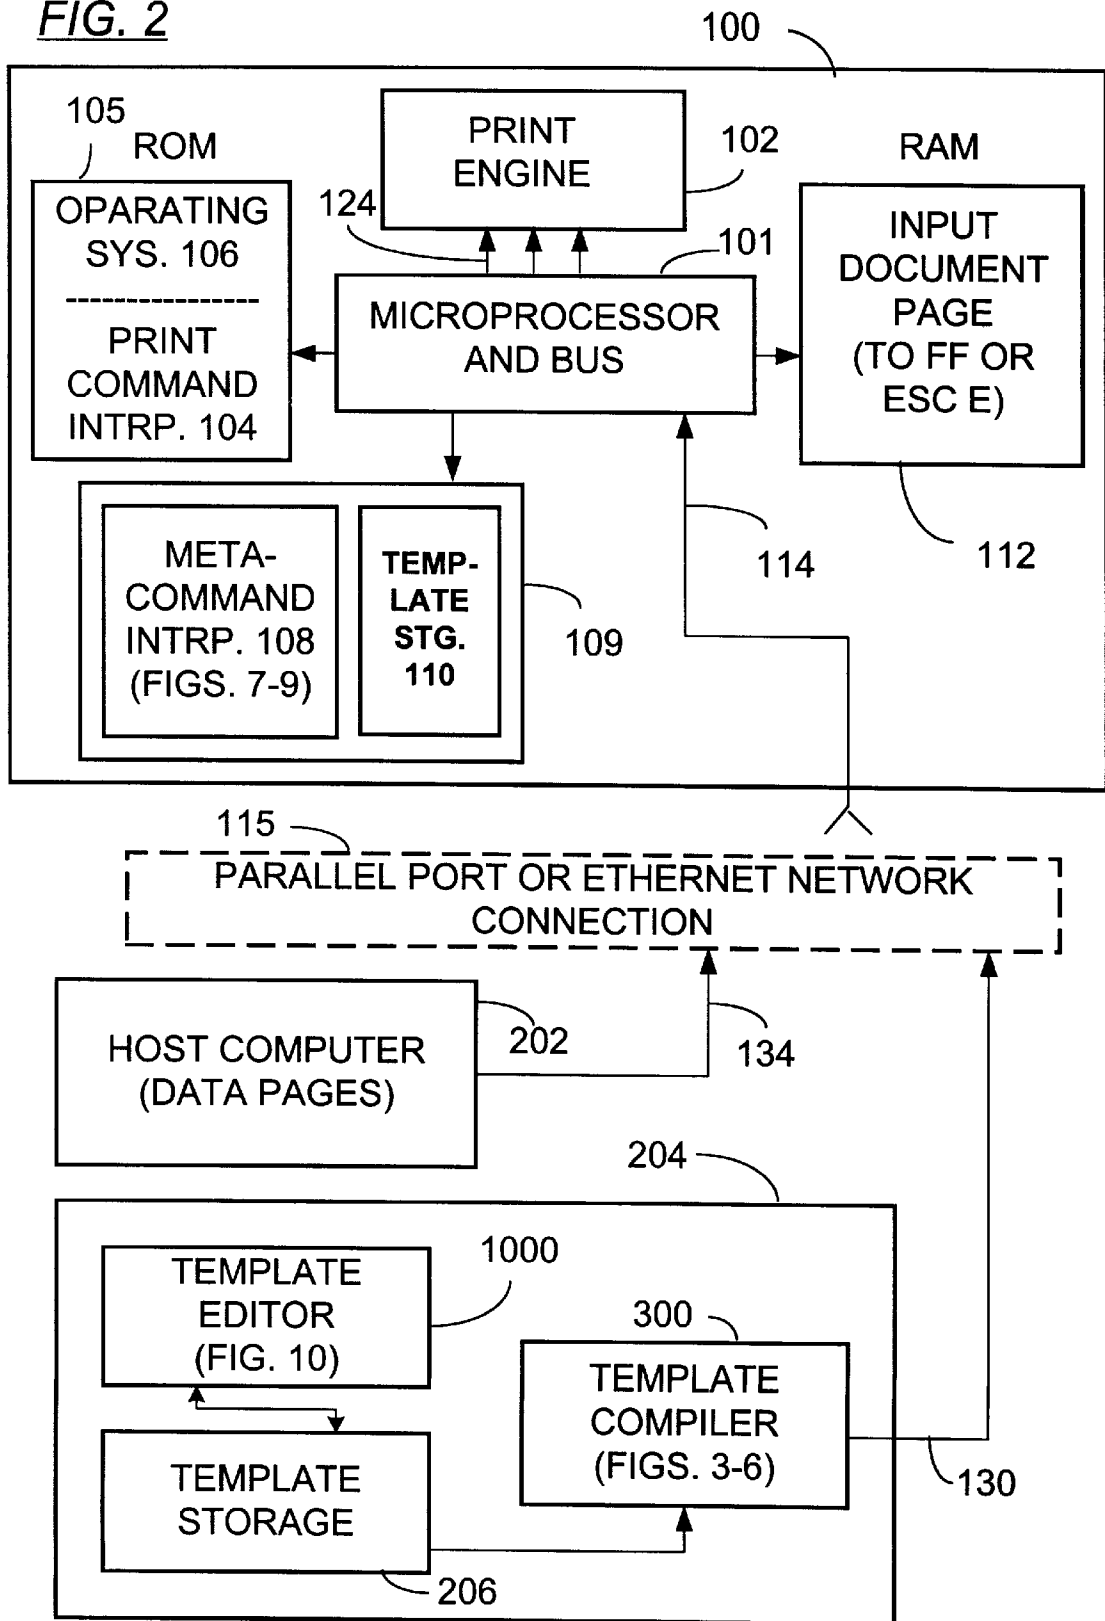 FIG. 2
100
105
ROM
PRINT
ENGINE
102
RAM
124
OPARATING
SYS. 106
PRINT
COMMAND
INTRP. 104
101
MICROPROCESSOR
AND BUS
INPUT
DOCUMENT
PAGE
(TO FF OR
ESC E)
112
META-
COMMAND
INTRP. 108
(FIGS. 7-9)
TEMP-
LATE
STG.
110
109
114
115
PARALLEL PORT OR ETHERNET NETWORK
CONNECTION
HOST COMPUTER
(DATA PAGES)
202
134
204
TEMPLATE
EDITOR
(FIG. 10)
1000
300
TEMPLATE
COMPILER
(FIGS. 3-6)
130
TEMPLATE
STORAGE
206